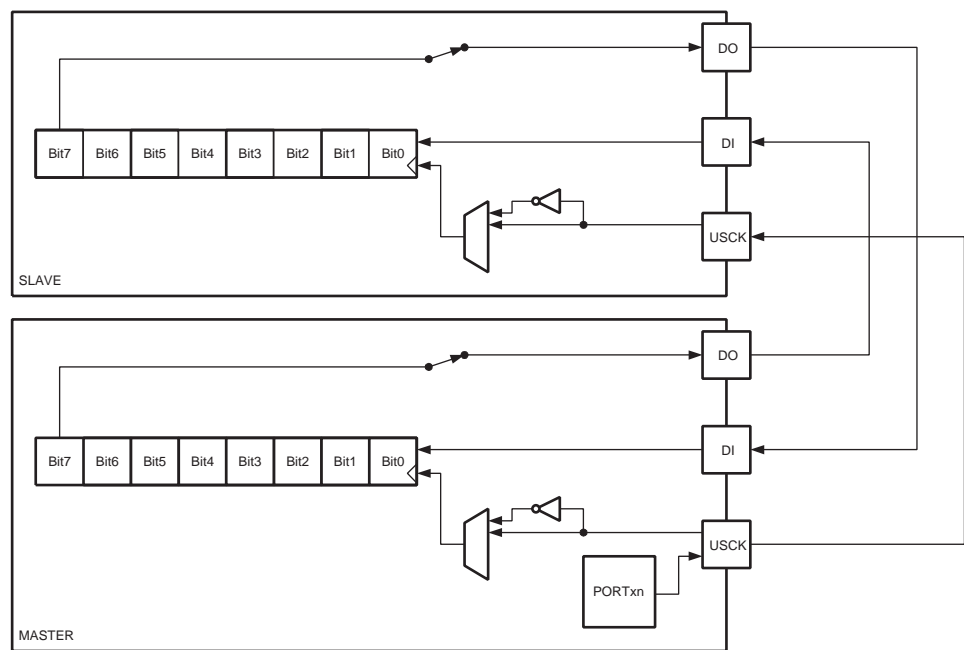 DO
Bit7 Bit6 Bit5 Bit4 Bit3 Bit2 Bit1 Bit0
DI
USCK
SLAVE
DO
Bit7 Bit6 Bit5 Bit4 Bit3 Bit2 Bit1 Bit0
DI
USCK
PORTxn
MASTER